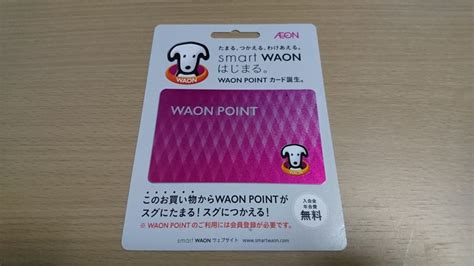 ÆON
たまる。つかえる。わけあえる。
smart WAON
はじまる。
WAON POINT カード誕生。
WAON
WAON POINT
WAON
このお買い物からWAON POINTが
スグにたまる!スグにつかえる!
※ WAON POINTのご利用には会員登録が必要です。
入会金
年会費
無料
smart WAON ウェブサイト www.smartwaon.com